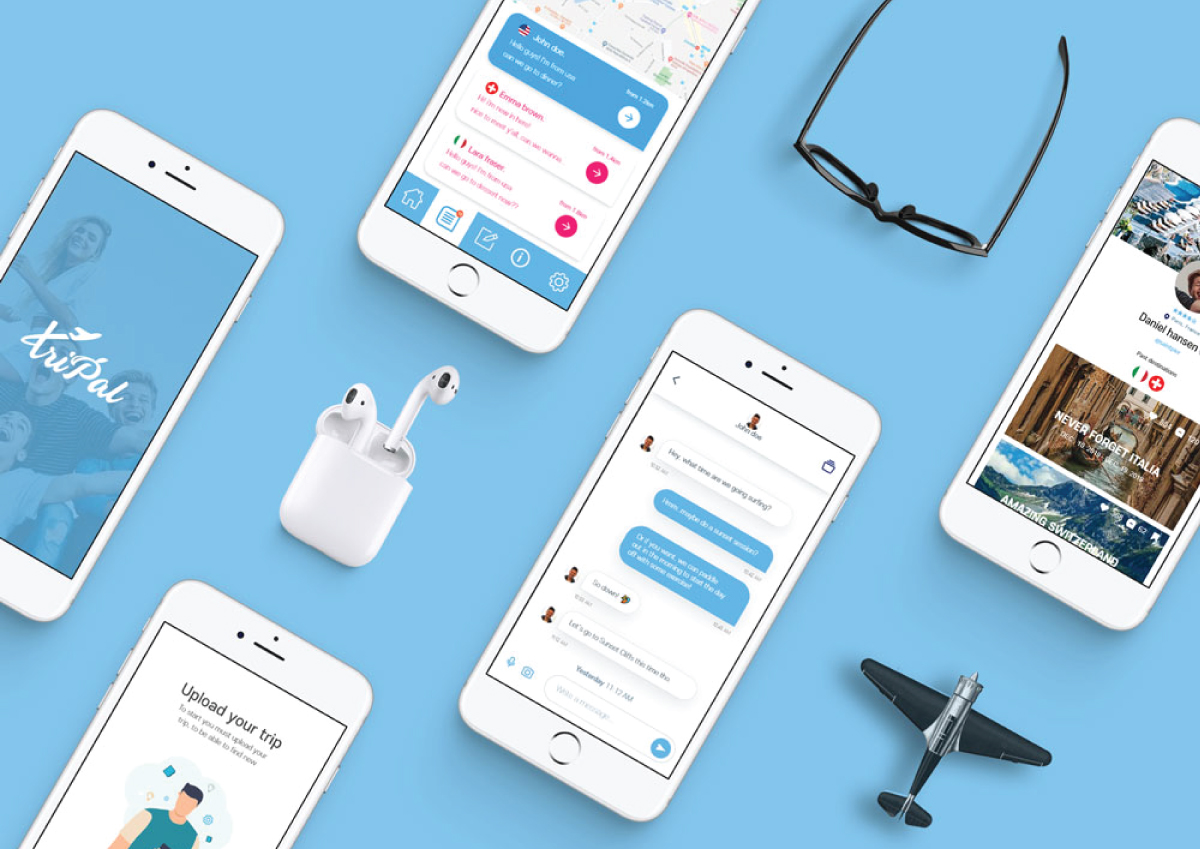 triPal
John doe.
Hello guys! I'm from usa
can we go to dinner?
from 1.2km
Emma brown.
Hi! I'm now in here!
nice to meet y'all, can we wanna..
from 1.4km
Lara fraser.
Hello guys! I'm from usa
can we go to dessert now??
from 1.8km
Upload your trip
To start you must upload your
trip, to be able to find new
John doe.
Hey, what time are we going surfing?
10:32 AM
maybe do a sunset session?
10:42 AM
Or if you want, we can paddle
out in the morning to start the day
off with some exercise!
10:45 AM
So down!
Let's go to Sunset Cliffs this time tho
Yesterday 11:12 AM
Write a message
Daniel hansen
Paris, France
Past destinations
NEVER FORGET ITALIA
AMAZING SWITZERLAND
62